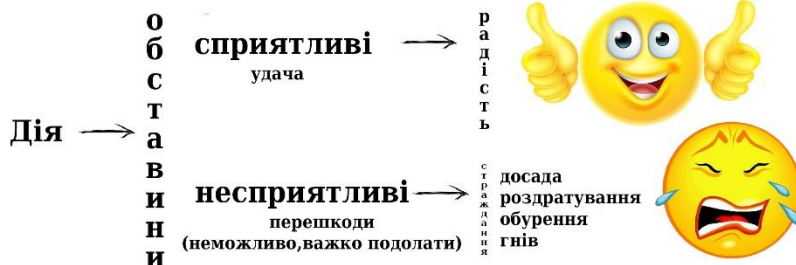 Дія
обставини
сприятливі
удача
радість
несприятливі
перешкоди
(неможливо,важко подолати)
страждання
досада
роздратування
обурення
гнів